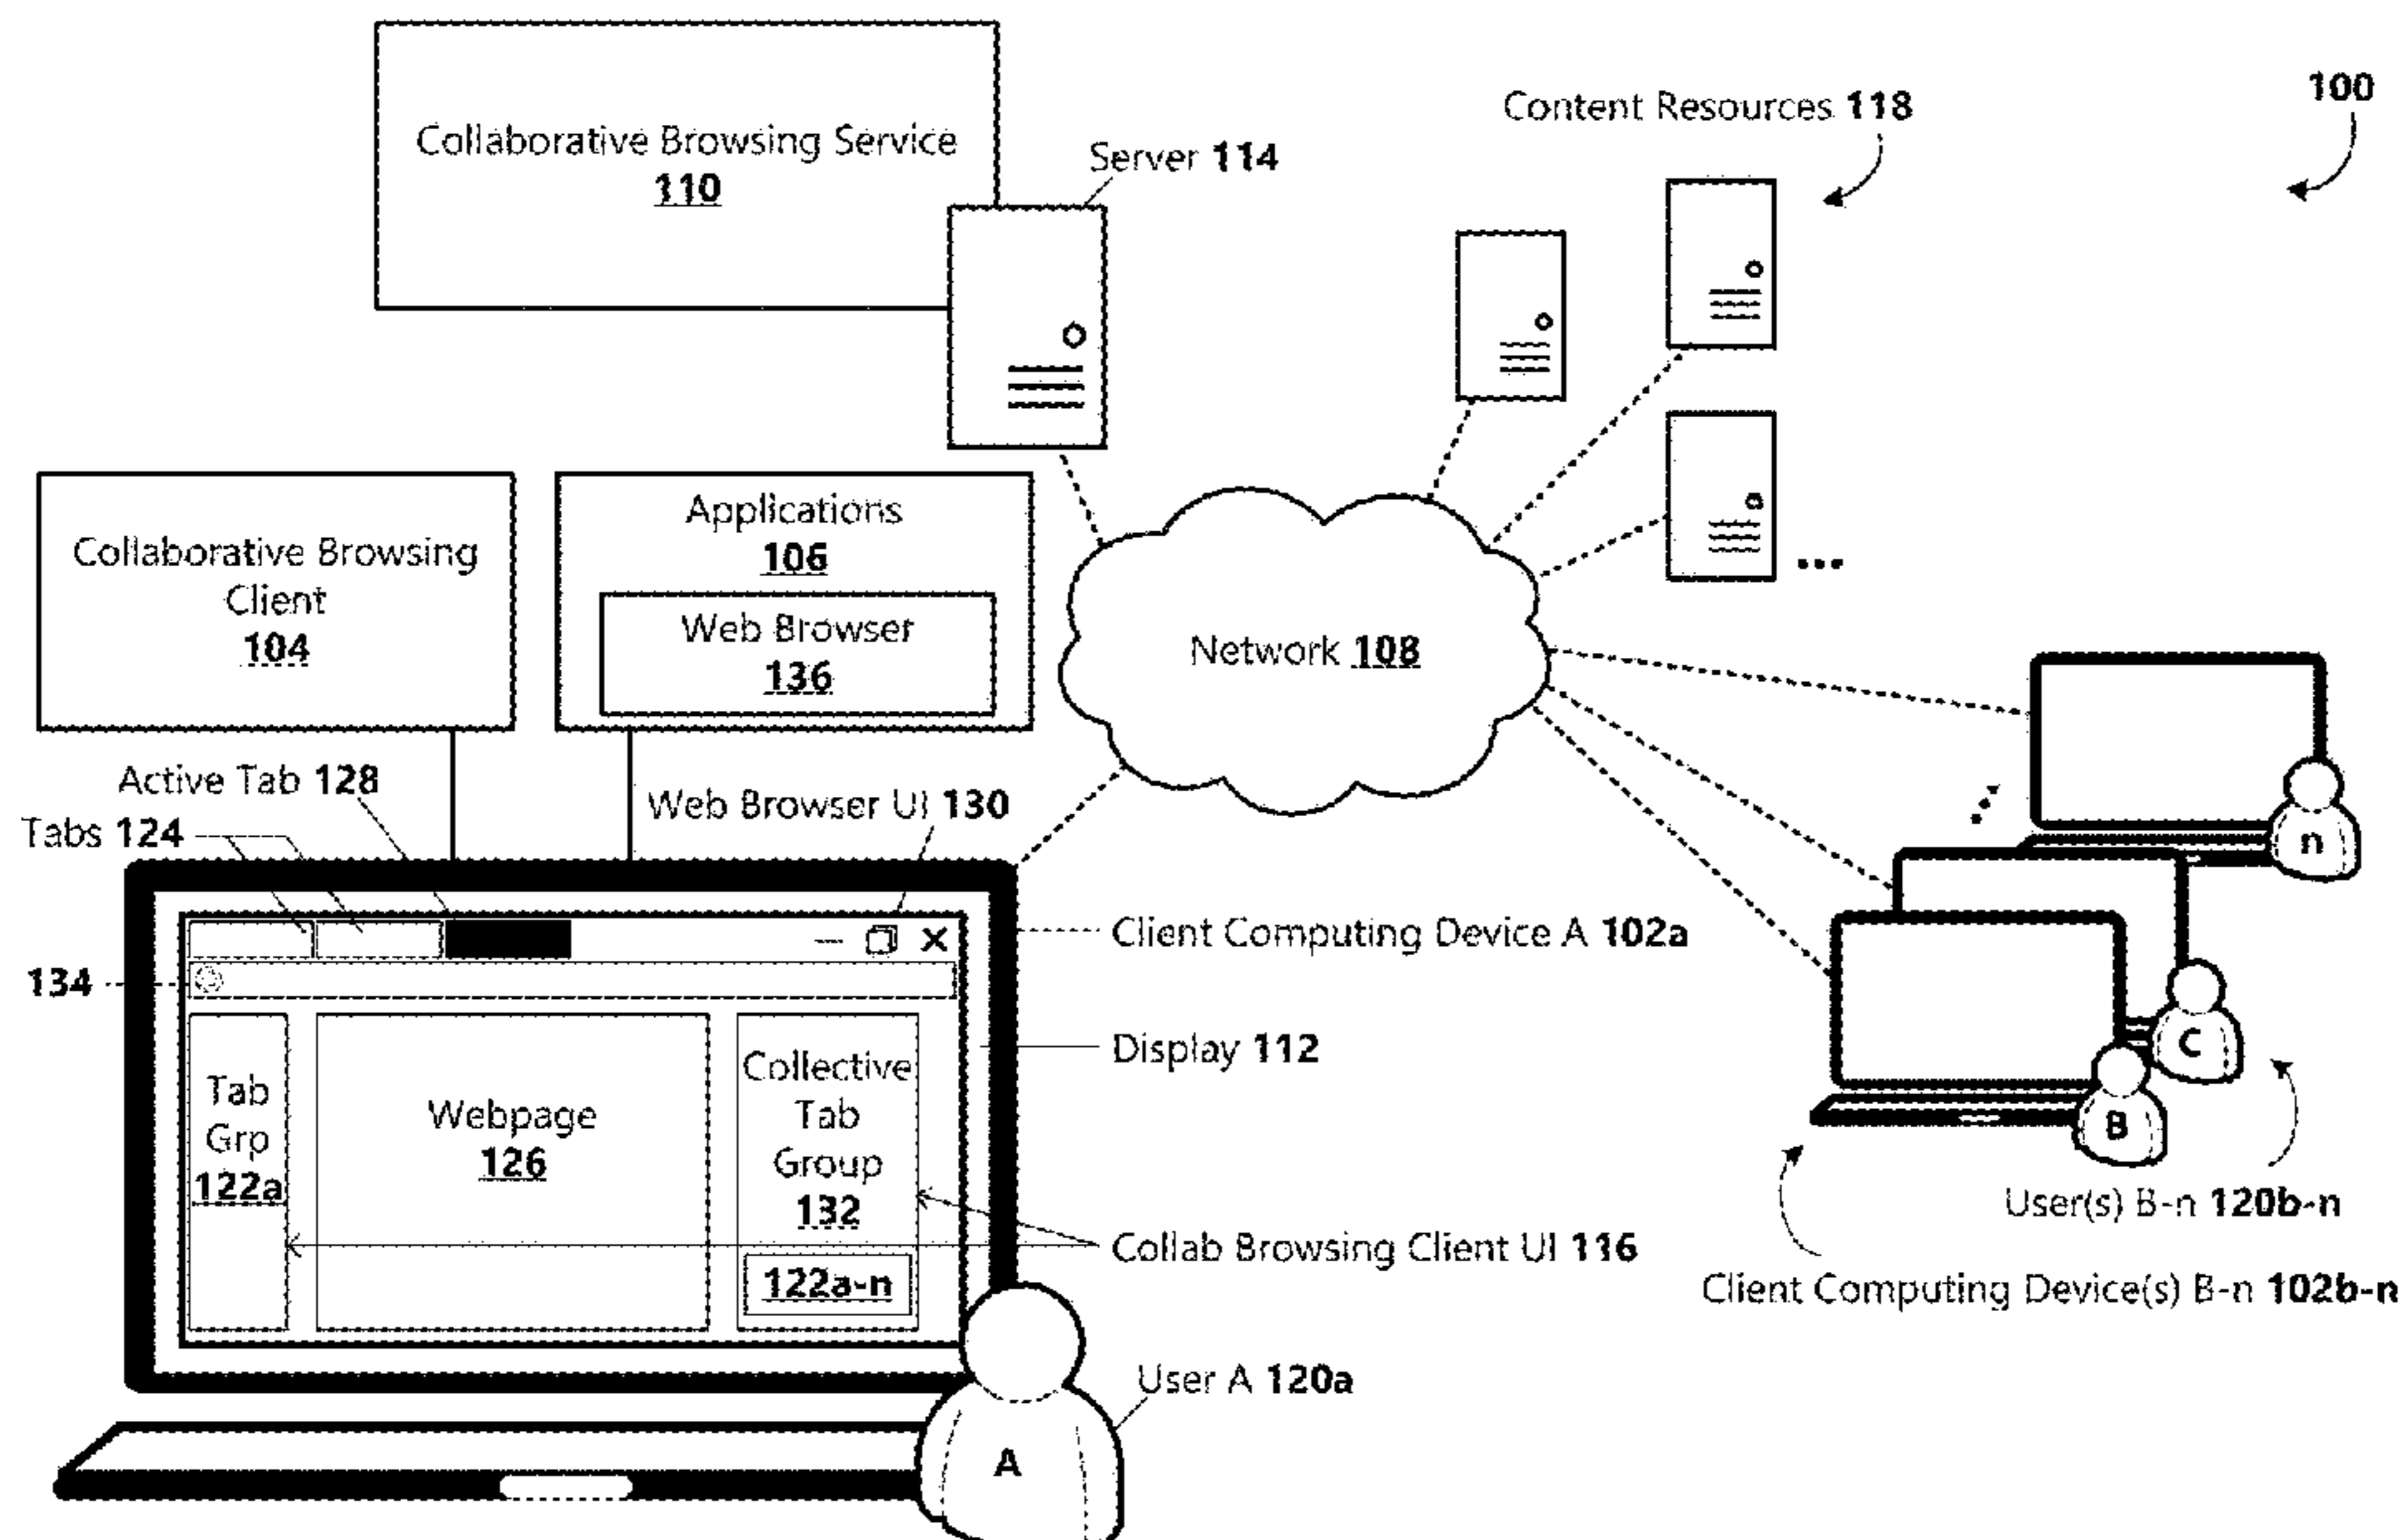 100
Content Resources 118
Collaborative Browsing Service
110
Server 114
Collaborative Browsing
Client
104
Applications
106
Web Browser
136
Network 108
Active Tab 128
Tabs 124
Web Browser UI 130
134
Client Computing Device A 102a
Display 112
Tab
Grp
122a
Webpage
126
Collective
Tab
Group
132
122a-n
Collab Browsing Client UI 116
User A 120a
A
n
C
B
User(s) B-n 120b-n
Client Computing Device(s) B-n 102b-n